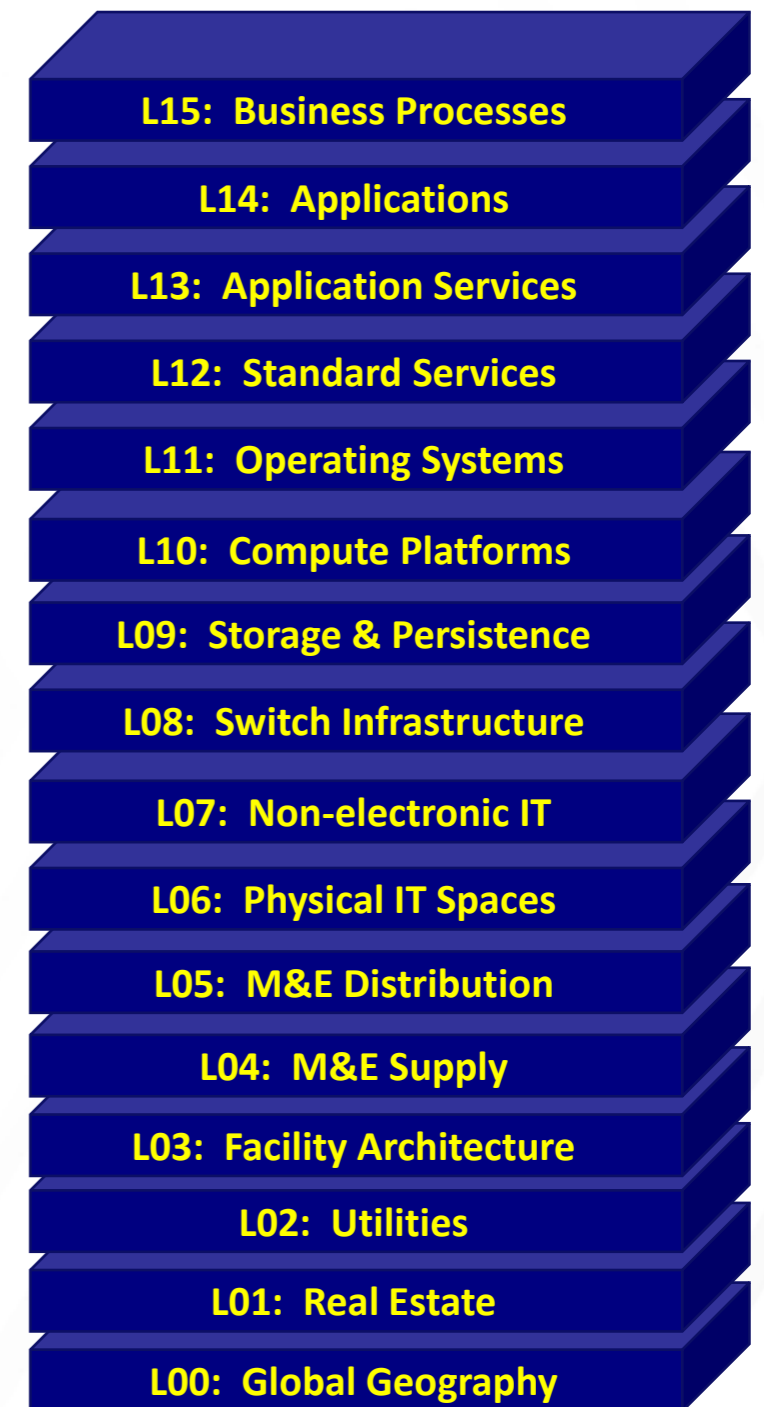 L15: Business Processes
L14: Applications
L13: Application Services
L12: Standard Services
L11: Operating Systems
L10: Compute Platforms
L09: Storage & Persistence
L08: Switch Infrastructure
L07: Non-electronic IT
L06: Physical IT Spaces
L05: M&E Distribution
L04: M&E Supply
L03: Facility Architecture
L02: Utilities
L01: Real Estate
L00: Global Geography